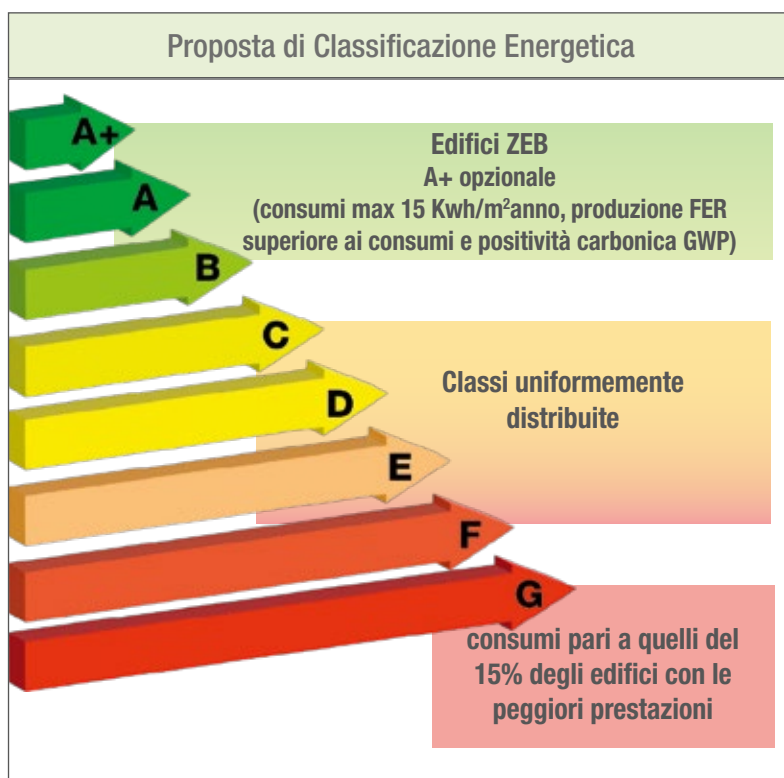 Proposta di Classificazione Energetica
A+
Edifici ZEB
A+ opzionale
A
(consumi max 15 Kwh/m²anno, produzione FER
superiore ai consumi e positività carbonica GWP)
B
C
Classi uniformemente
distribuite
D
E
F
G
consumi pari a quelli del
15% degli edifici con le
peggiori prestazioni